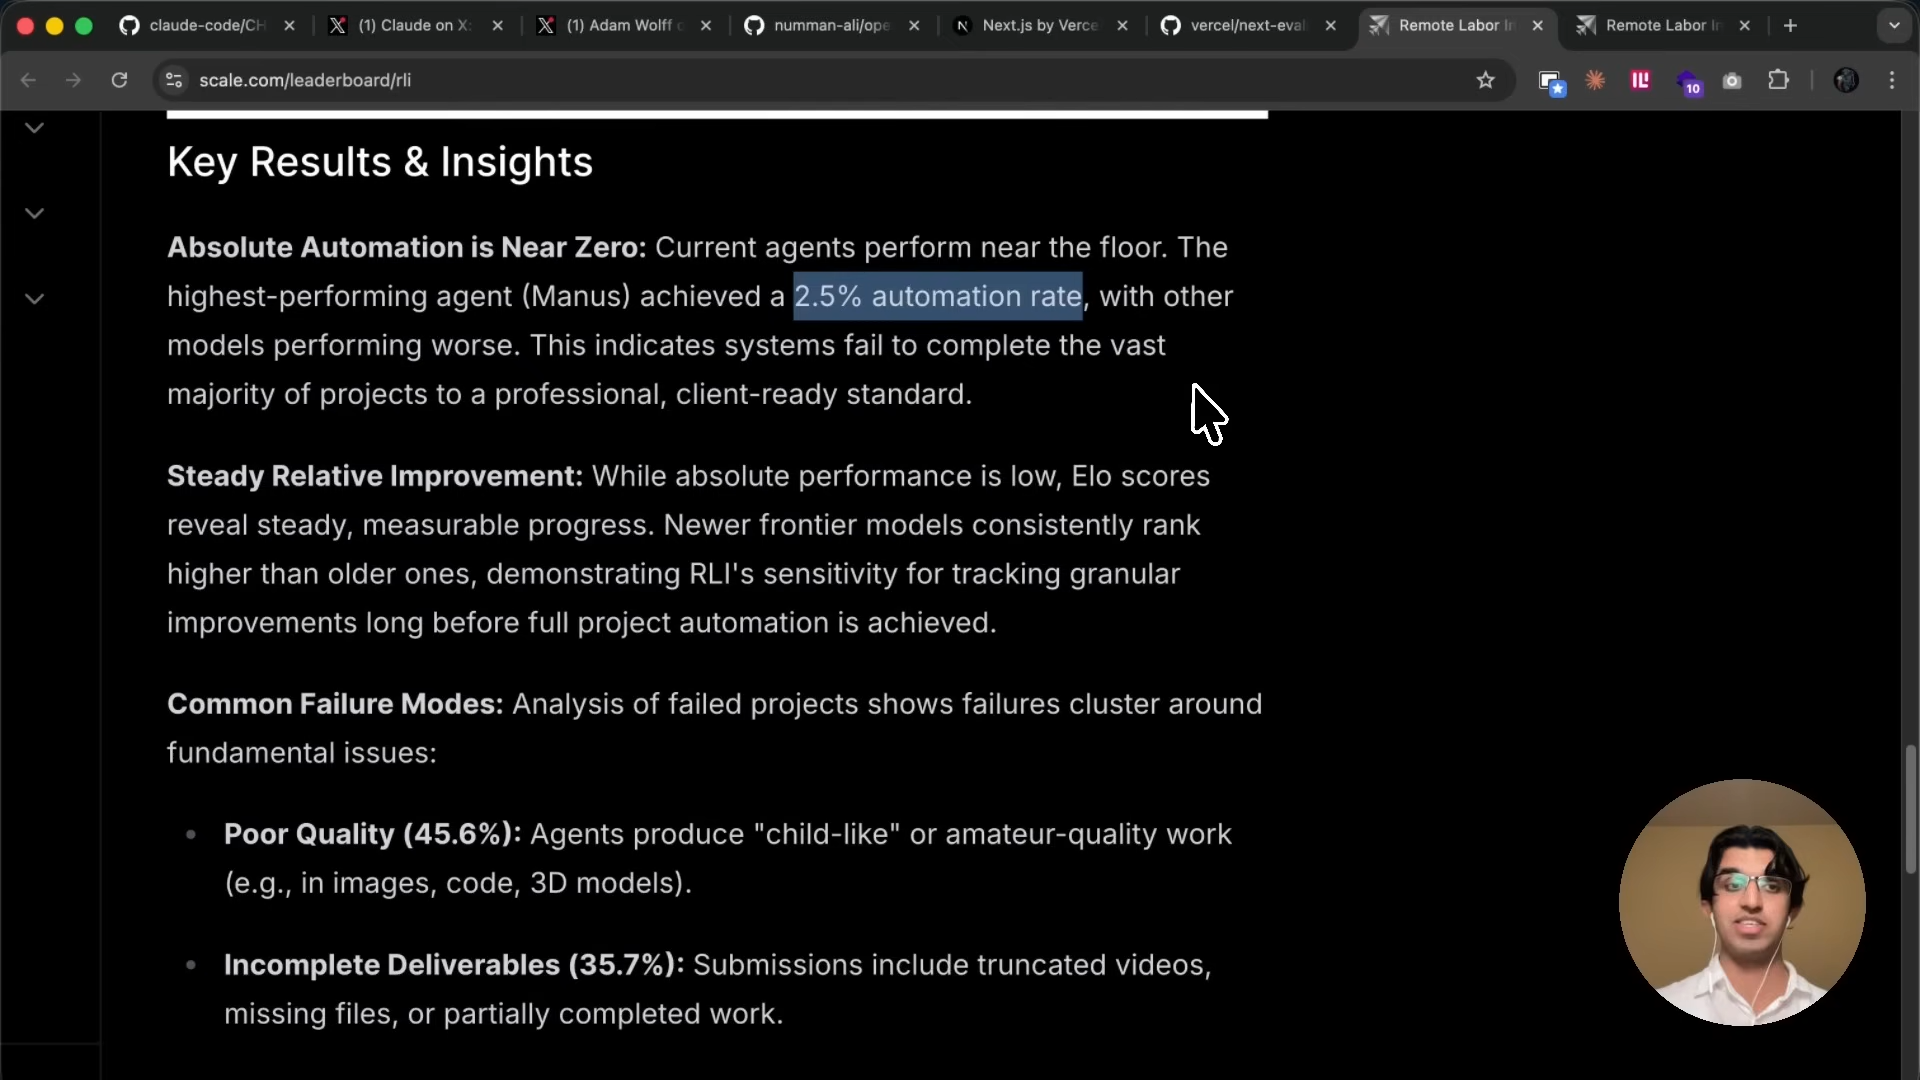 claude-code/CH
(1) Claude on X:
(1) Adam Wolff o
numman-ali/ope
Next.js by Verce
vercel/next-eval
Remote Labor In
Remote Labor In
scale.com/leaderboard/rli
10
Key Results & Insights
Absolute Automation is Near Zero: Current agents perform near the floor. The
highest-performing agent (Manus) achieved a 2.5% automation rate, with other
models performing worse. This indicates systems fail to complete the vast
majority of projects to a professional, client-ready standard.
Steady Relative Improvement: While absolute performance is low, Elo scores
reveal steady, measurable progress. Newer frontier models consistently rank
higher than older ones, demonstrating RLI's sensitivity for tracking granular
improvements long before full project automation is achieved.
Common Failure Modes: Analysis of failed projects shows failures cluster around
fundamental issues:
• Poor Quality (45.6%): Agents produce "child-like" or amateur-quality work
(e.g., in images, code, 3D models).
• Incomplete Deliverables (35.7%): Submissions include truncated videos,
missing files, or partially completed work.